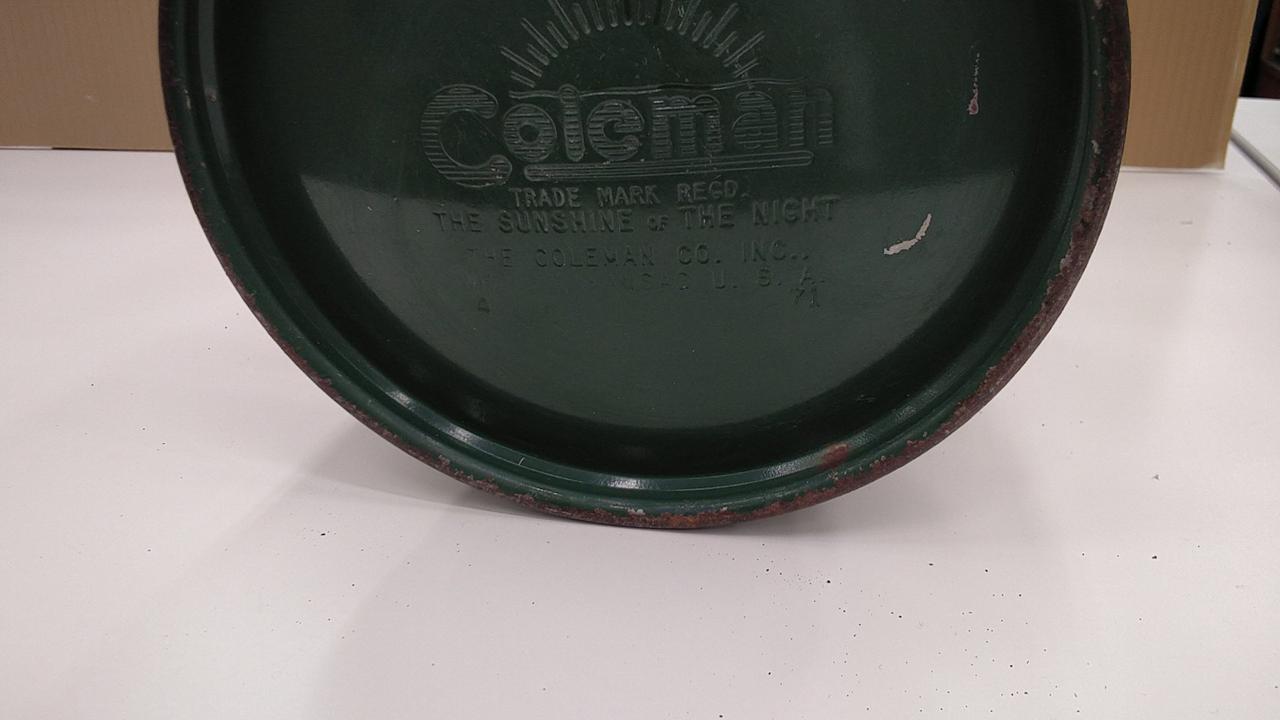 Coleman
TRADE MARK REGD.
THE SUNSHINE OF THE NIGHT
THE COLEMAN CO. INC.,
U. S. A.
4 71